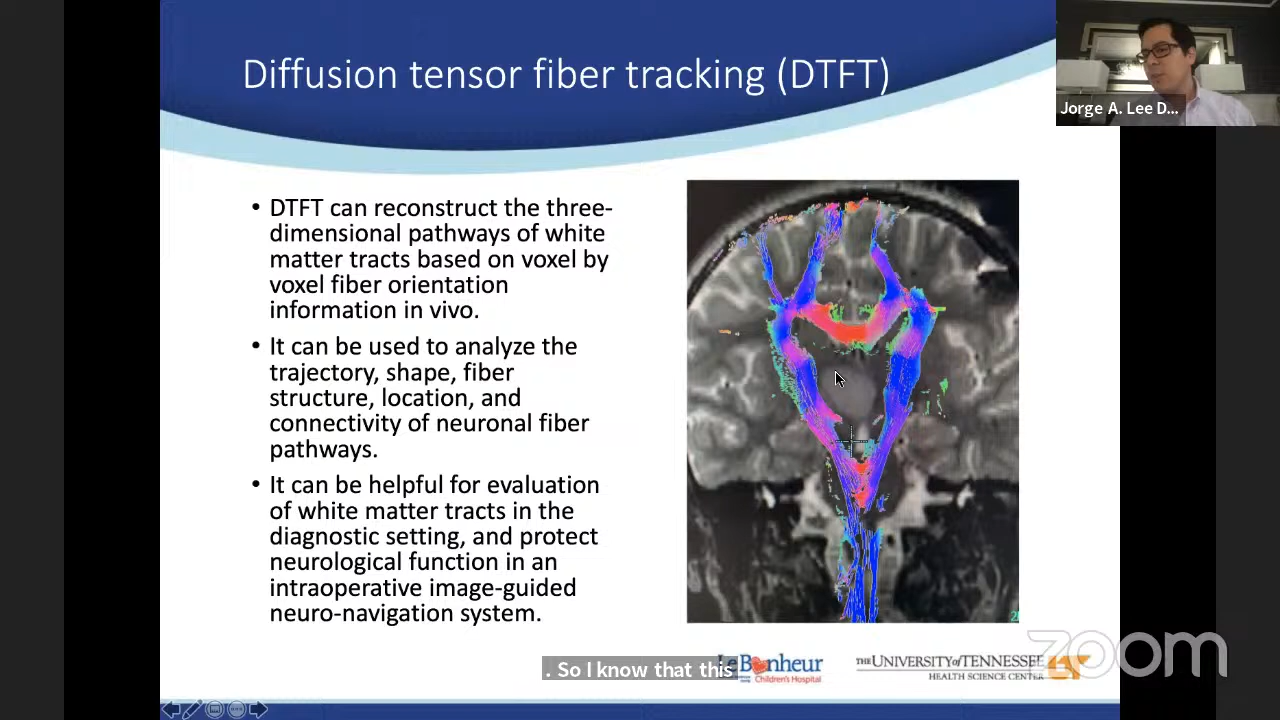 Diffusion tensor fiber tracking (DTFT)
Jorge A. Lee D...
• DTFT can reconstruct the three-
dimensional pathways of white
matter tracts based on voxel by
voxel fiber orientation
information in vivo.
• It can be used to analyze the
trajectory, shape, fiber
structure, location, and
connectivity of neuronal fiber
pathways.
• It can be helpful for evaluation
of white matter tracts in the
diagnostic setting, and protect
neurological function in an
intraoperative image-guided
neuro-navigation system.
. So I know that this
Le Bonheur
Children's Hospital
THE UNIVERSITY of TENNESSEE
HEALTH SCIENCE CENTER
zoom